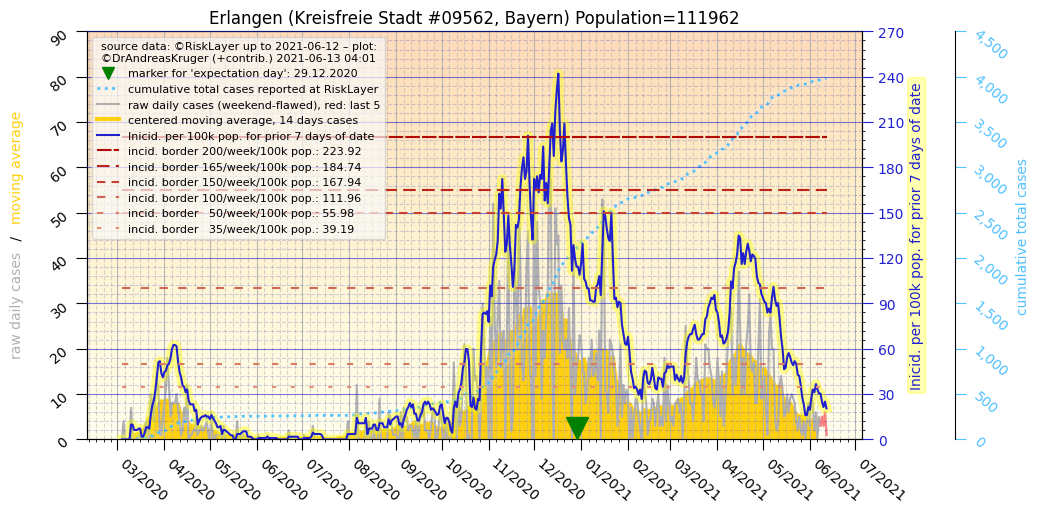 Erlangen (Kreisfreie Stadt #09562, Bayern) Population=111962
source data: ©RiskLayer up to 2021-06-12 – plot:
©DrAndreasKruger (+contrib.) 2021-06-13 04:01
marker for 'expectation day': 29.12.2020
cumulative total cases reported at RiskLayer
raw daily cases (weekend-flawed), red: last 5
centered moving average, 14 days cases
Inicid. per 100k pop. for prior 7 days of date
incid. border 200/week/100k pop.: 223.92
incid. border 165/week/100k pop.: 184.74
incid. border 150/week/100k pop.: 167.94
incid. border 100/week/100k pop.: 111.96
incid. border 50/week/100k pop.: 55.98
incid. border 35/week/100k pop.: 39.19
raw daily cases / moving average
90
80
70
60
50
40
30
20
10
0
270
240
210
180
150
120
90
60
30
0
Inicid. per 100k pop. for prior 7 days of date
4,500
4,000
3,500
3,000
2,500
2,000
1,500
1,000
500
0
cumulative total cases
03/2020
04/2020
05/2020
06/2020
07/2020
08/2020
09/2020
10/2020
11/2020
12/2020
01/2021
02/2021
03/2021
04/2021
05/2021
06/2021
07/2021